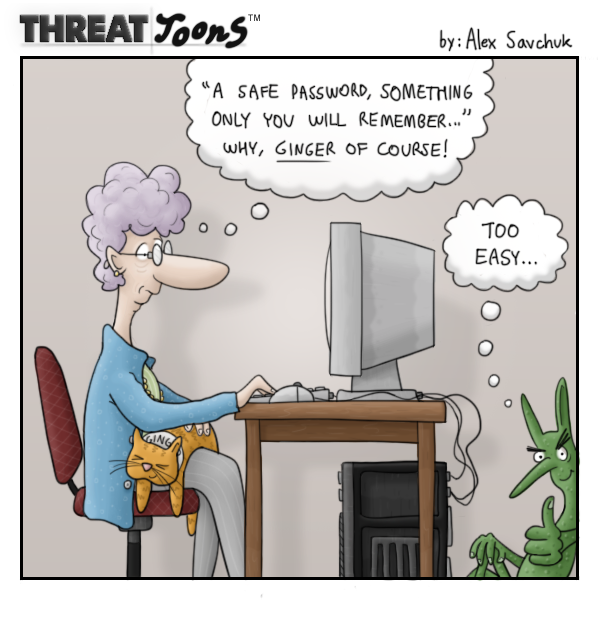 THREAT Toons™
by: Alex Savchuk
"A SAFE PASSWORD, SOMETHING
ONLY YOU WILL REMEMBER..."
WHY, GINGER OF COURSE!
TOO
EASY...
GING